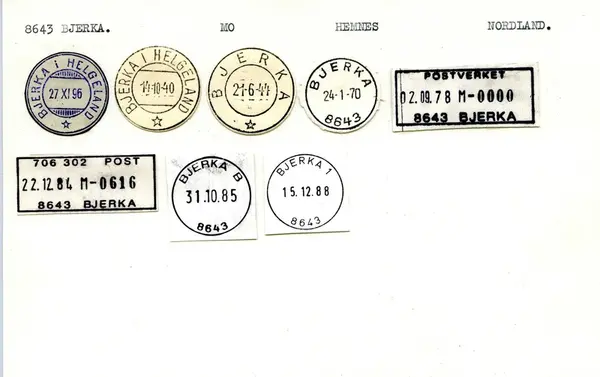 8643 BJERKA. MO HEMNES NORDLAND.
BJERKA I HELGELAND
27 XI 96
BJERKA I HELGELAND
14-10-40
BJERKA
21-6-44
BJERKA
24-1-70
8643
POSTVERKET
02.09.78 M-0000
8643 BJERKA
706 302 POST
22.12.84 M-0616
8643 BJERKA
BJERKA B
31.10.85
8643
BJERKA 1
15.12.88
8643